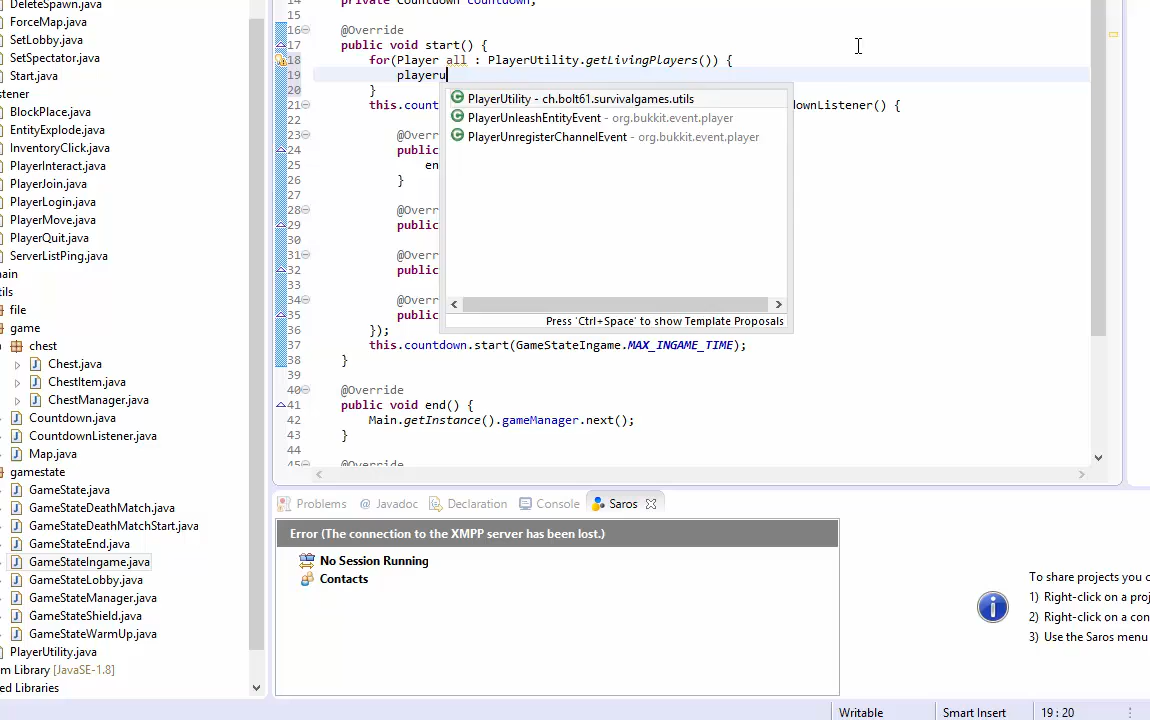 DeleteSpawn.java
ForceMap.java
SetLobby.java
SetSpectator.java
Start.java
BlockPlace.java
EntityExplode.java
InventoryClick.java
PlayerInteract.java
PlayerJoin.java
PlayerLogin.java
PlayerMove.java
PlayerQuit.java
ServerListPing.java
file
game
chest
Chest.java
ChestItem.java
ChestManager.java
Countdown.java
CountdownListener.java
Map.java
gamestate
GameState.java
GameStateDeathMatch.java
GameStateDeathMatchStart.java
GameStateEnd.java
GameStateIngame.java
GameStateLobby.java
GameStateManager.java
GameStateShield.java
GameStateWarmUp.java
PlayerUtility.java
m Library [JavaSE-1.8]
ed Libraries
14 private Countdown countdown;
15
16 @Override
17 public void start() {
18 for(Player all : PlayerUtility.getLivingPlayers()) {
19 playeru
20 }
21 this.count downListener() {
23 @Overr
24 public
25 en
26 }
27
28 @Overr
29 public
30
31 @Overr
32 public
33
34 @Overr
35 public
36 });
37 this.countdown.start(GameStateIngame.MAX_INGAME_TIME);
38 }
39
40 @Override
41 public void end() {
42 Main.getInstance().gameManager.next();
43 }
44
45 @Override
PlayerUtility - ch.bolt61.survivalgames.utils
PlayerUnleashEntityEvent - org.bukkit.event.player
PlayerUnregisterChannelEvent - org.bukkit.event.player
Press 'Ctrl+Space' to show Template Proposals
Problems @ Javadoc Declaration Console Saros
Error (The connection to the XMPP server has been lost.)
No Session Running
Contacts
To share projects you c
1) Right-click on a proj
2) Right-click on a con
3) Use the Saros menu
Writable Smart Insert 19 : 20